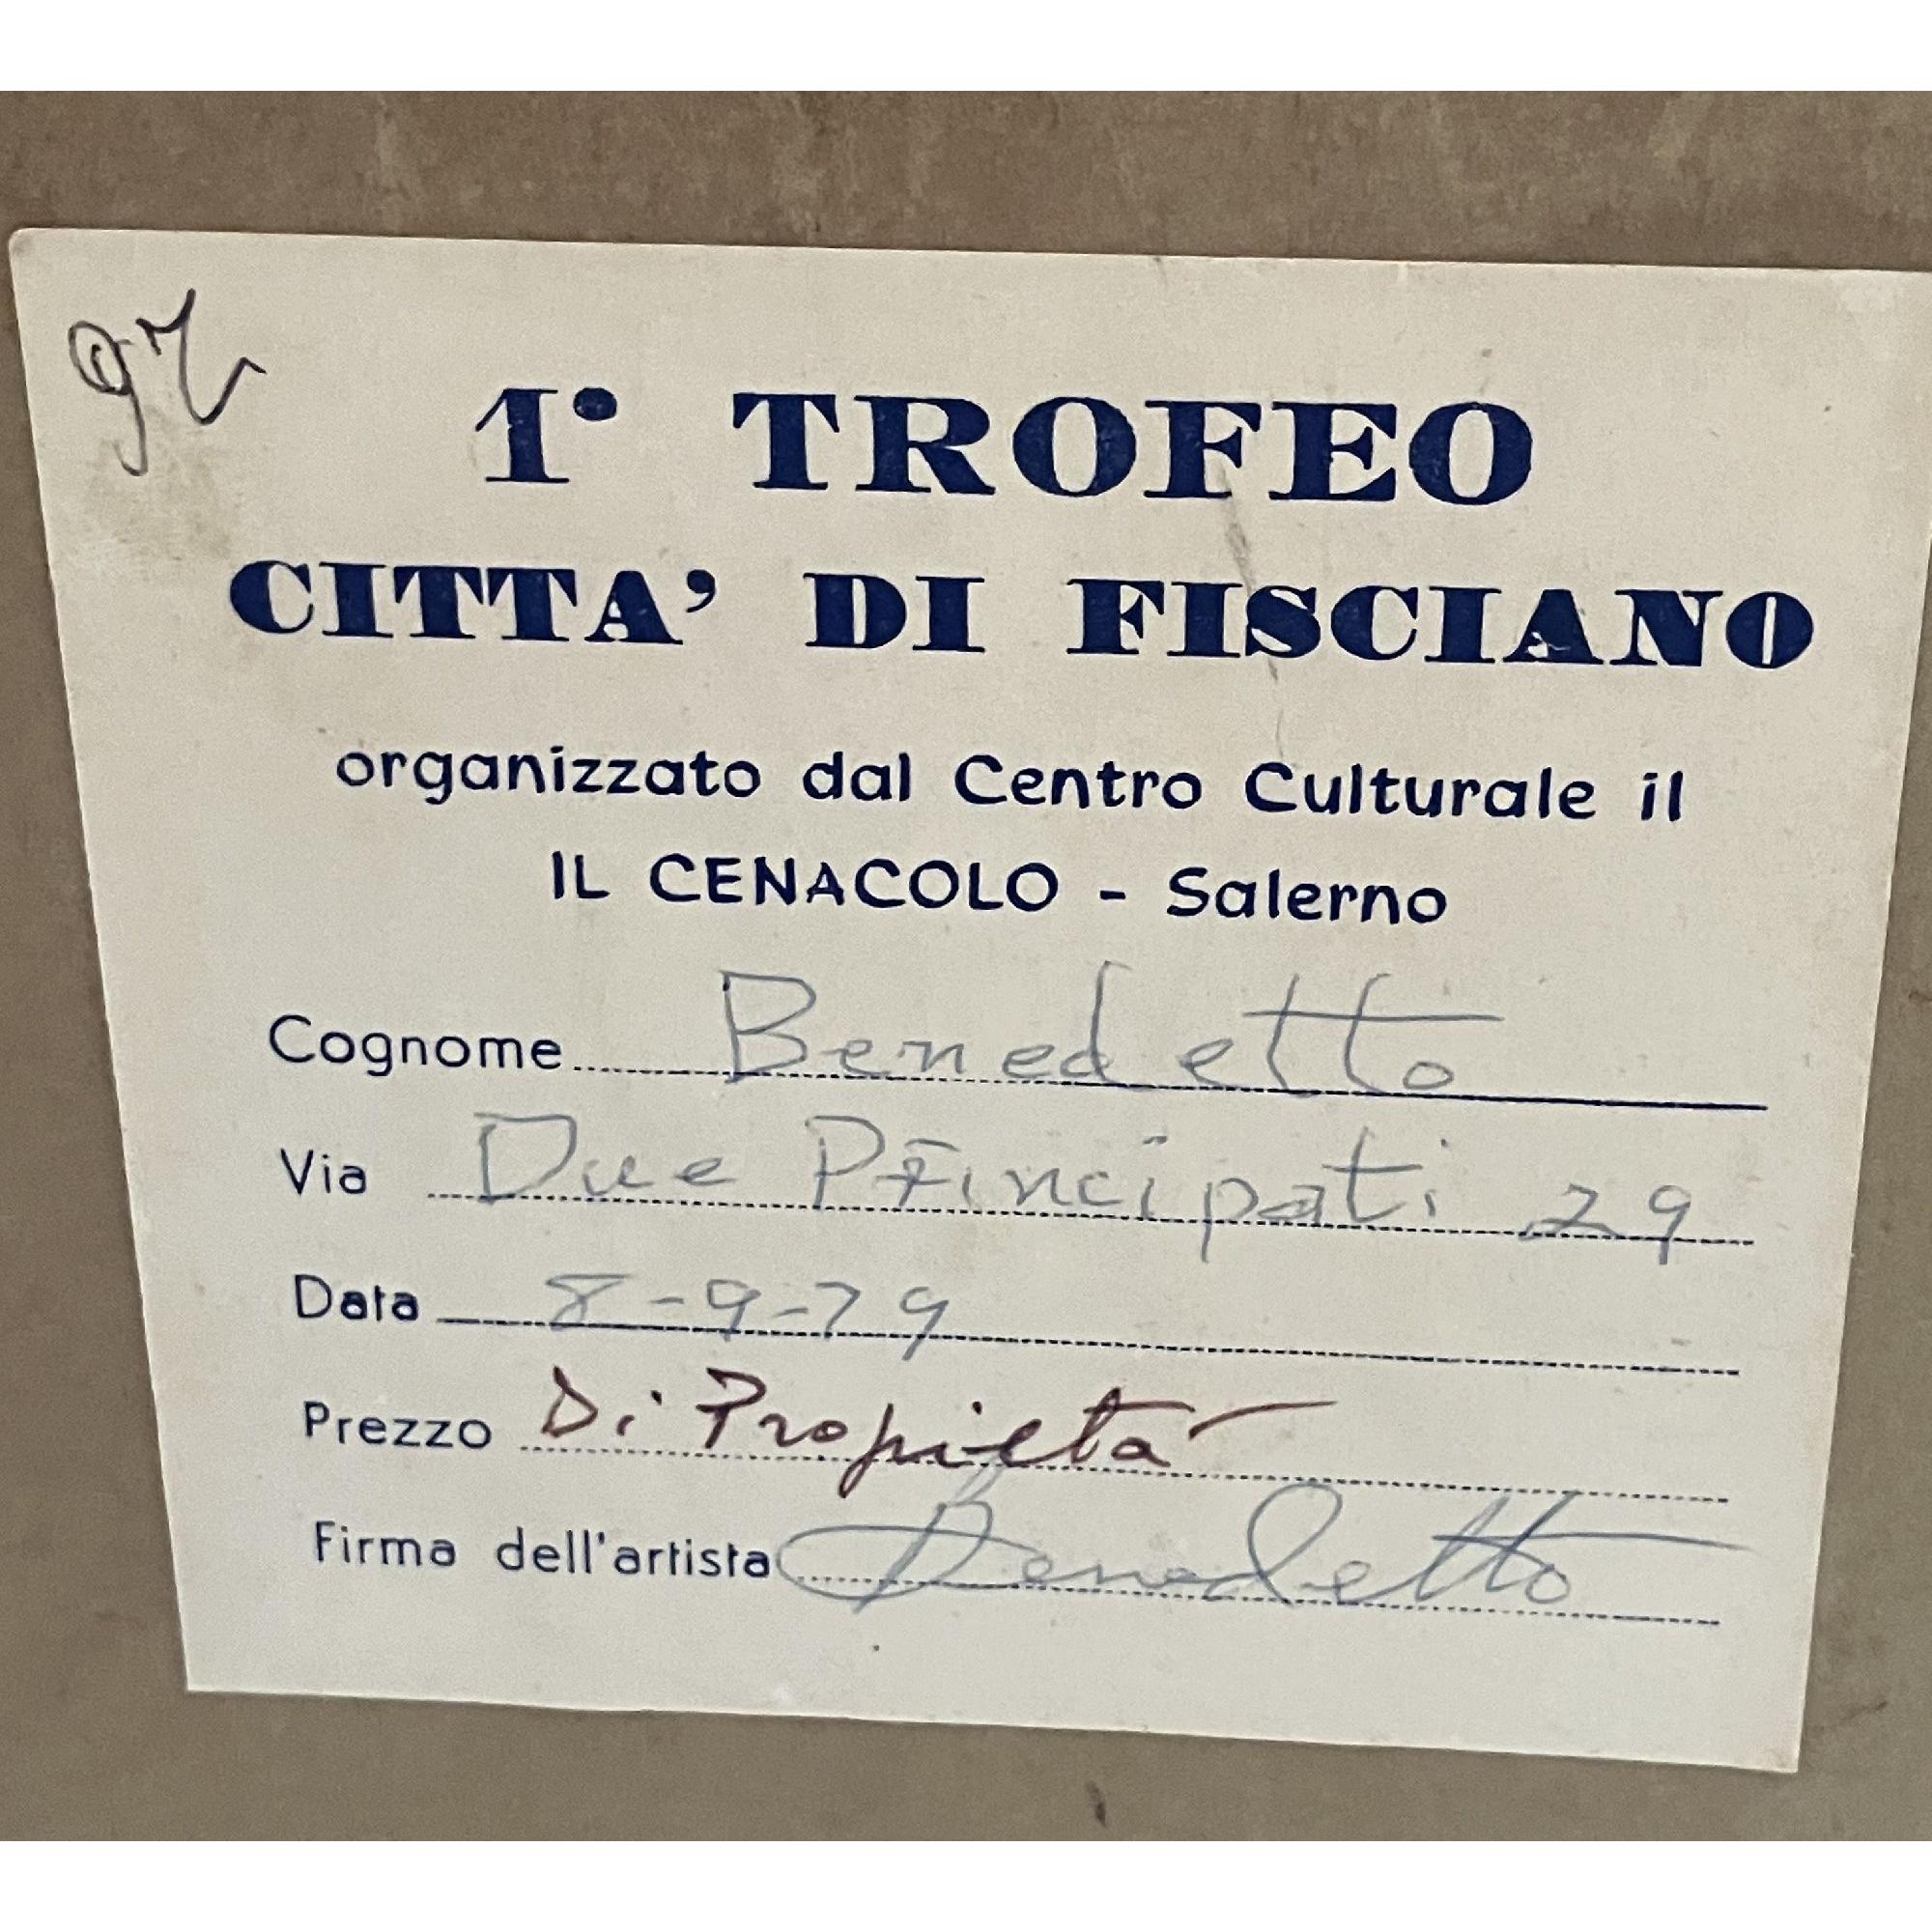 92
1° TROFEO
CITTA' DI FISCIANO
organizzato dal Centro Culturale il
IL CENACOLO - Salerno
Cognome Benedetto
Via Due Principati 29
Data 8-9-79
Prezzo Di Propietà
Firma dell'artista Benedetto